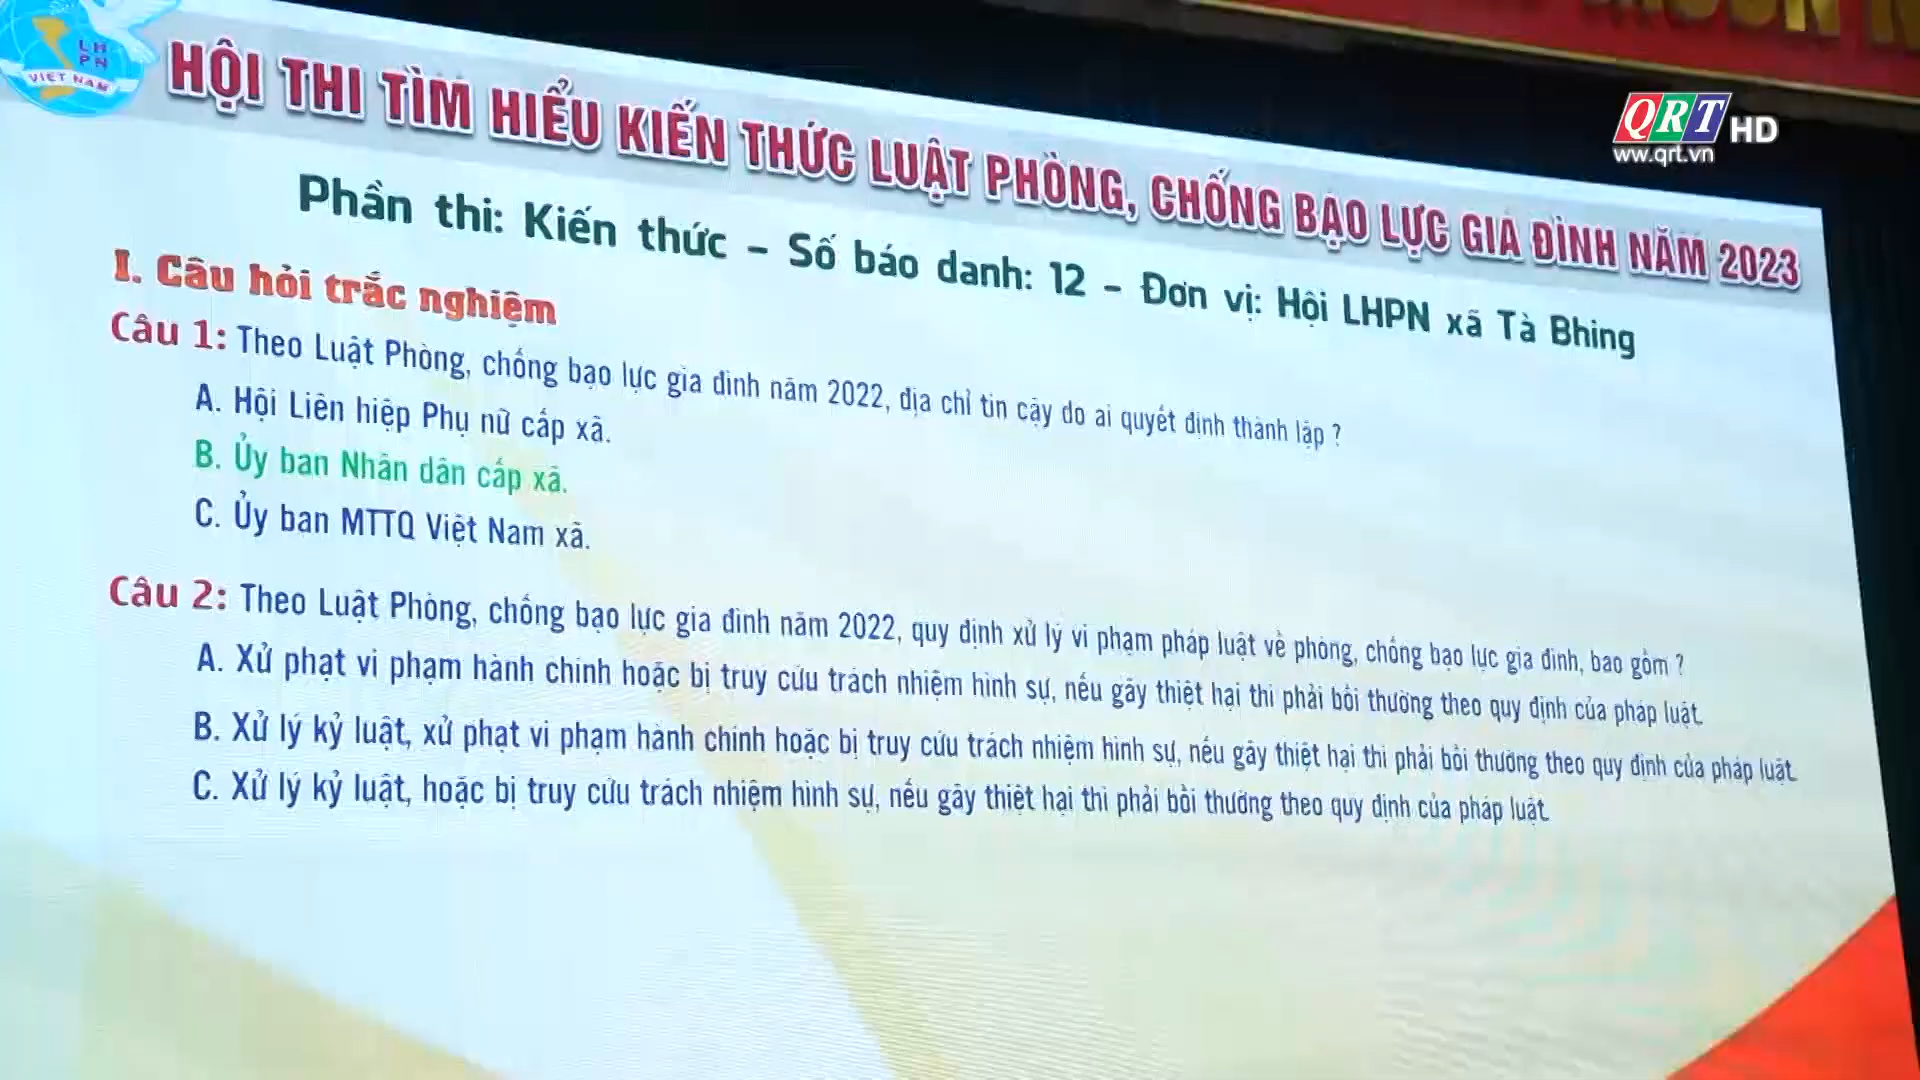 LH
PN
VIỆT NAM
QRT HD
ww.qrt.vn
HỘI THI TÌM HIỂU KIẾN THỨC LUẬT PHÒNG, CHỐNG BẠO LỰC GIA ĐÌNH NĂM 2023
Phần thi: Kiến thức – Số báo danh: 12 – Đơn vị: Hội LHPN xã Tà Bhing
I. Câu hỏi trắc nghiệm
Câu 1: Theo Luật Phòng, chống bạo lực gia đình năm 2022, địa chỉ tin cậy do ai quyết định thành lập ?
A. Hội Liên hiệp Phụ nữ cấp xã.
B. Ủy ban Nhân dân cấp xã.
C. Ủy ban MTTQ Việt Nam xã.
Câu 2: Theo Luật Phòng, chống bạo lực gia đình năm 2022, quy định xử lý vi phạm pháp luật về phòng, chống bạo lực gia đình, bao gồm ?
A. Xử phạt vi phạm hành chính hoặc bị truy cứu trách nhiệm hình sự, nếu gây thiệt hại thì phải bồi thường theo quy định của pháp luật.
B. Xử lý kỷ luật, xử phạt vi phạm hành chính hoặc bị truy cứu trách nhiệm hình sự, nếu gây thiệt hại thì phải bồi thường theo quy định của pháp luật.
C. Xử lý kỷ luật, hoặc bị truy cứu trách nhiệm hình sự, nếu gây thiệt hại thì phải bồi thường theo quy định của pháp luật.